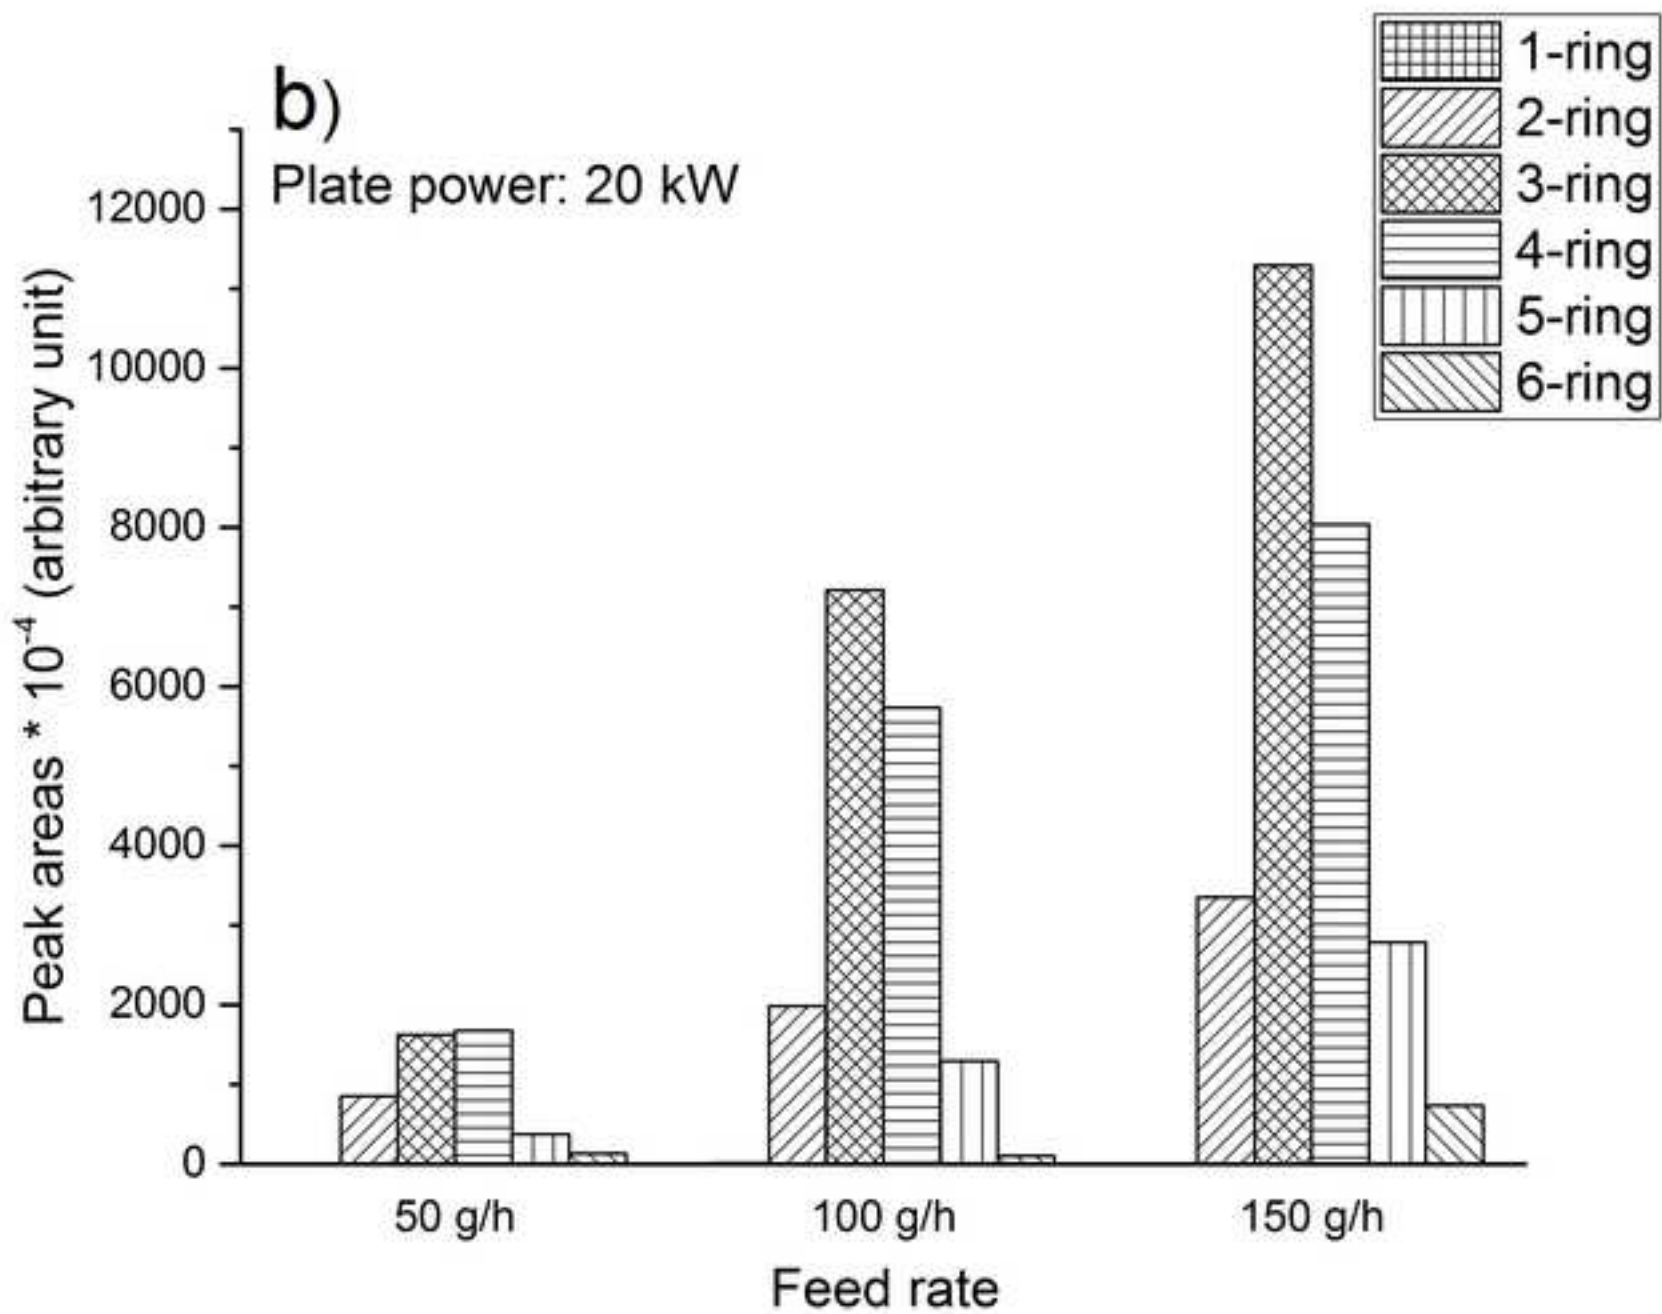 b)
Plate power: 20 kW
1-ring
2-ring
3-ring
4-ring
5-ring
6-ring
Peak areas * 10⁻⁴ (arbitrary unit)
12000
10000
8000
6000
4000
2000
0
50 g/h
100 g/h
150 g/h
Feed rate